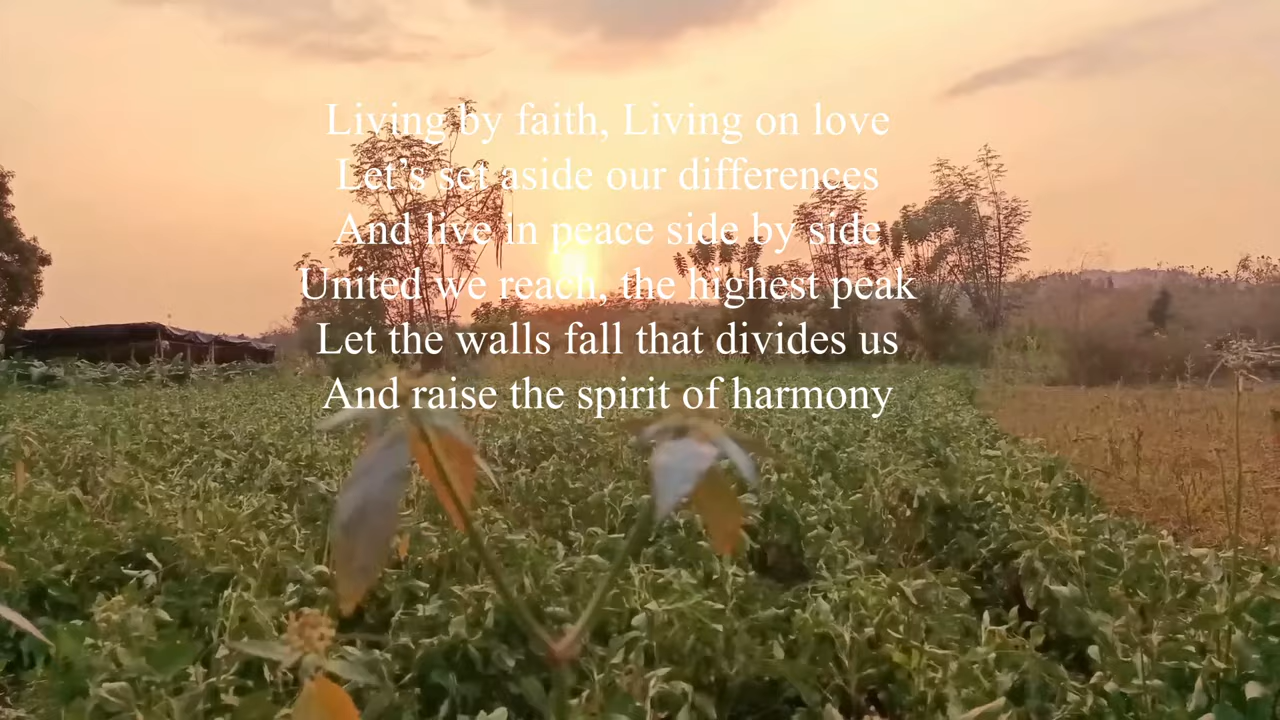 Living by faith, Living on love
Let's set aside our differences
And live in peace side by side
United we reach, the highest peak
Let the walls fall that divides us
And raise the spirit of harmony